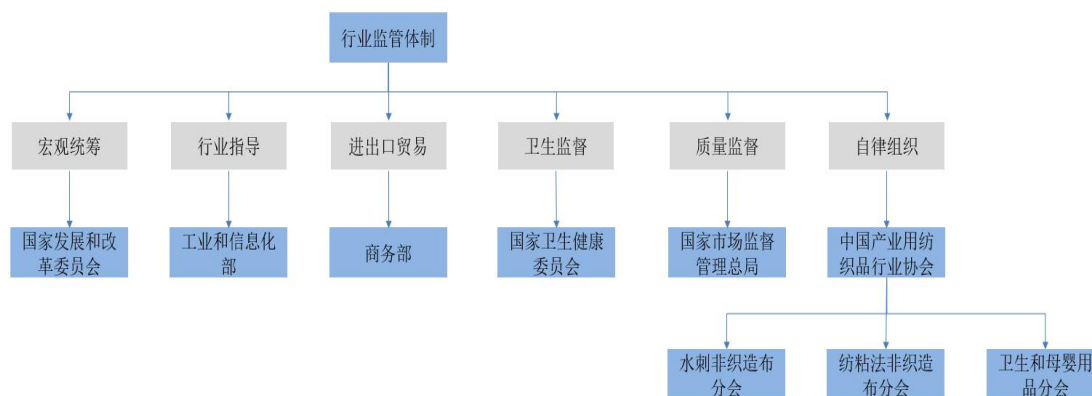 行业监管体制
宏观统筹
行业指导
进出口贸易
卫生监督
质量监督
自律组织
国家发展和改
革委员会
工业和信息化
部
商务部
国家卫生健康
委员会
国家市场监督
管理总局
中国产业用纺
织品行业协会
水刺非织造布
分会
纺粘法非织造
布分会
卫生和母婴用
品分会